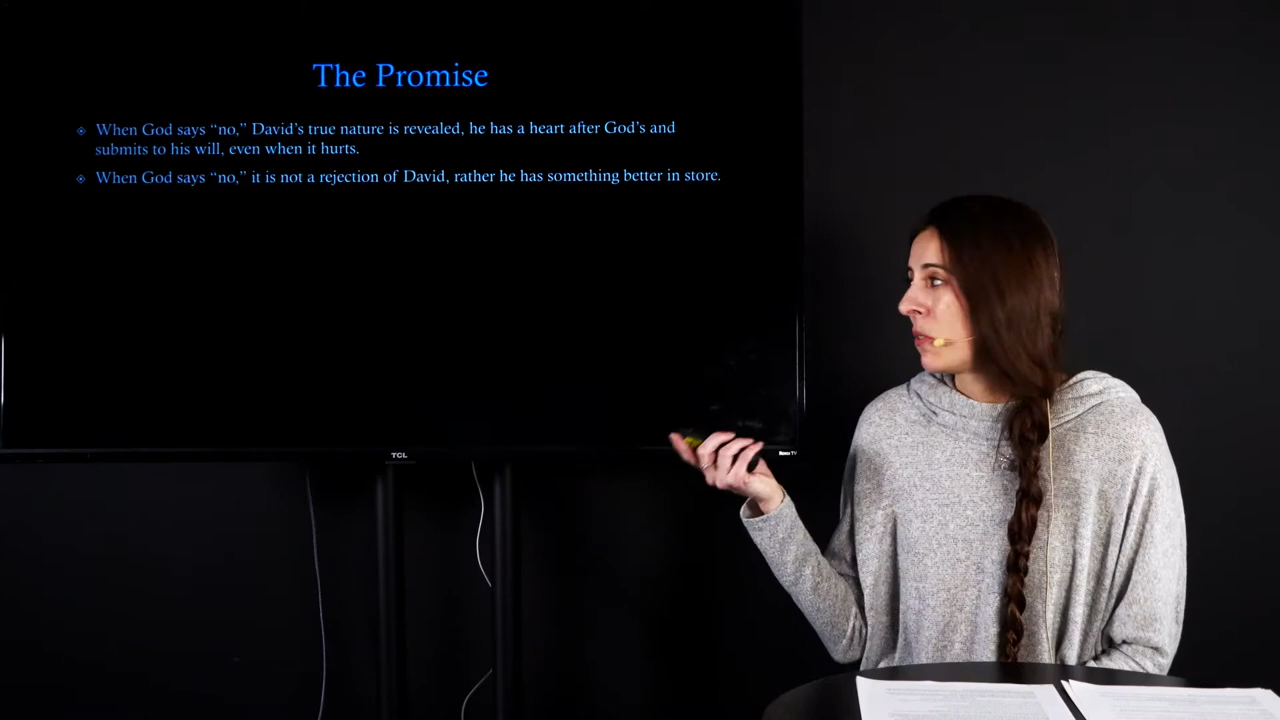 The Promise
When God says “no,” David’s true nature is revealed, he has a heart after God’s and
submits to his will, even when it hurts.
When God says “no,” it is not a rejection of David, rather he has something better in store.
TCL
Roku TV